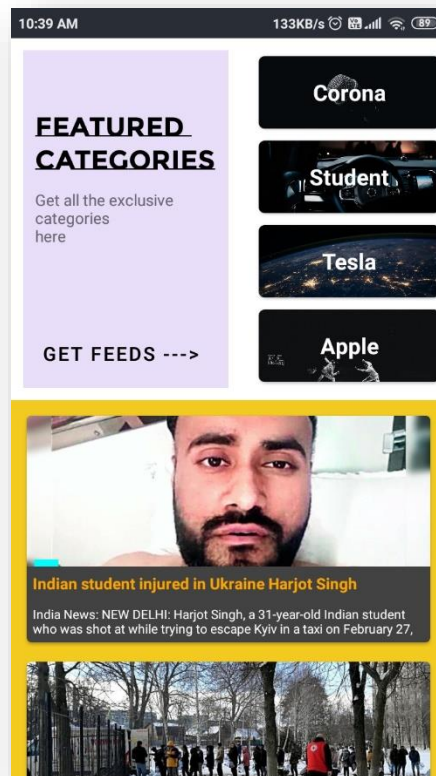 10:39 AM
133KB/s
89
FEATURED
CATEGORIES
Get all the exclusive
categories
here
GET FEEDS --->
Corona
Student
Tesla
Apple
Indian student injured in Ukraine Harjot Singh
India News: NEW DELHI: Harjot Singh, a 31-year-old Indian student
who was shot at while trying to escape Kyiv in a taxi on February 27,